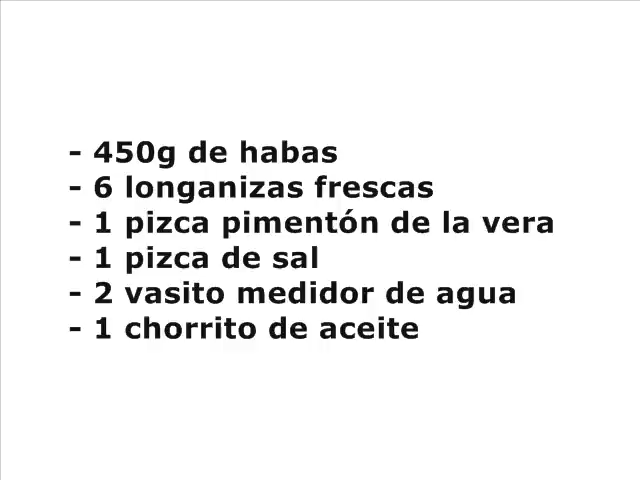 - 450g de habas
- 6 longanizas frescas
- 1 pizca pimentón de la vera
- 1 pizca de sal
- 2 vasito medidor de agua
- 1 chorrito de aceite